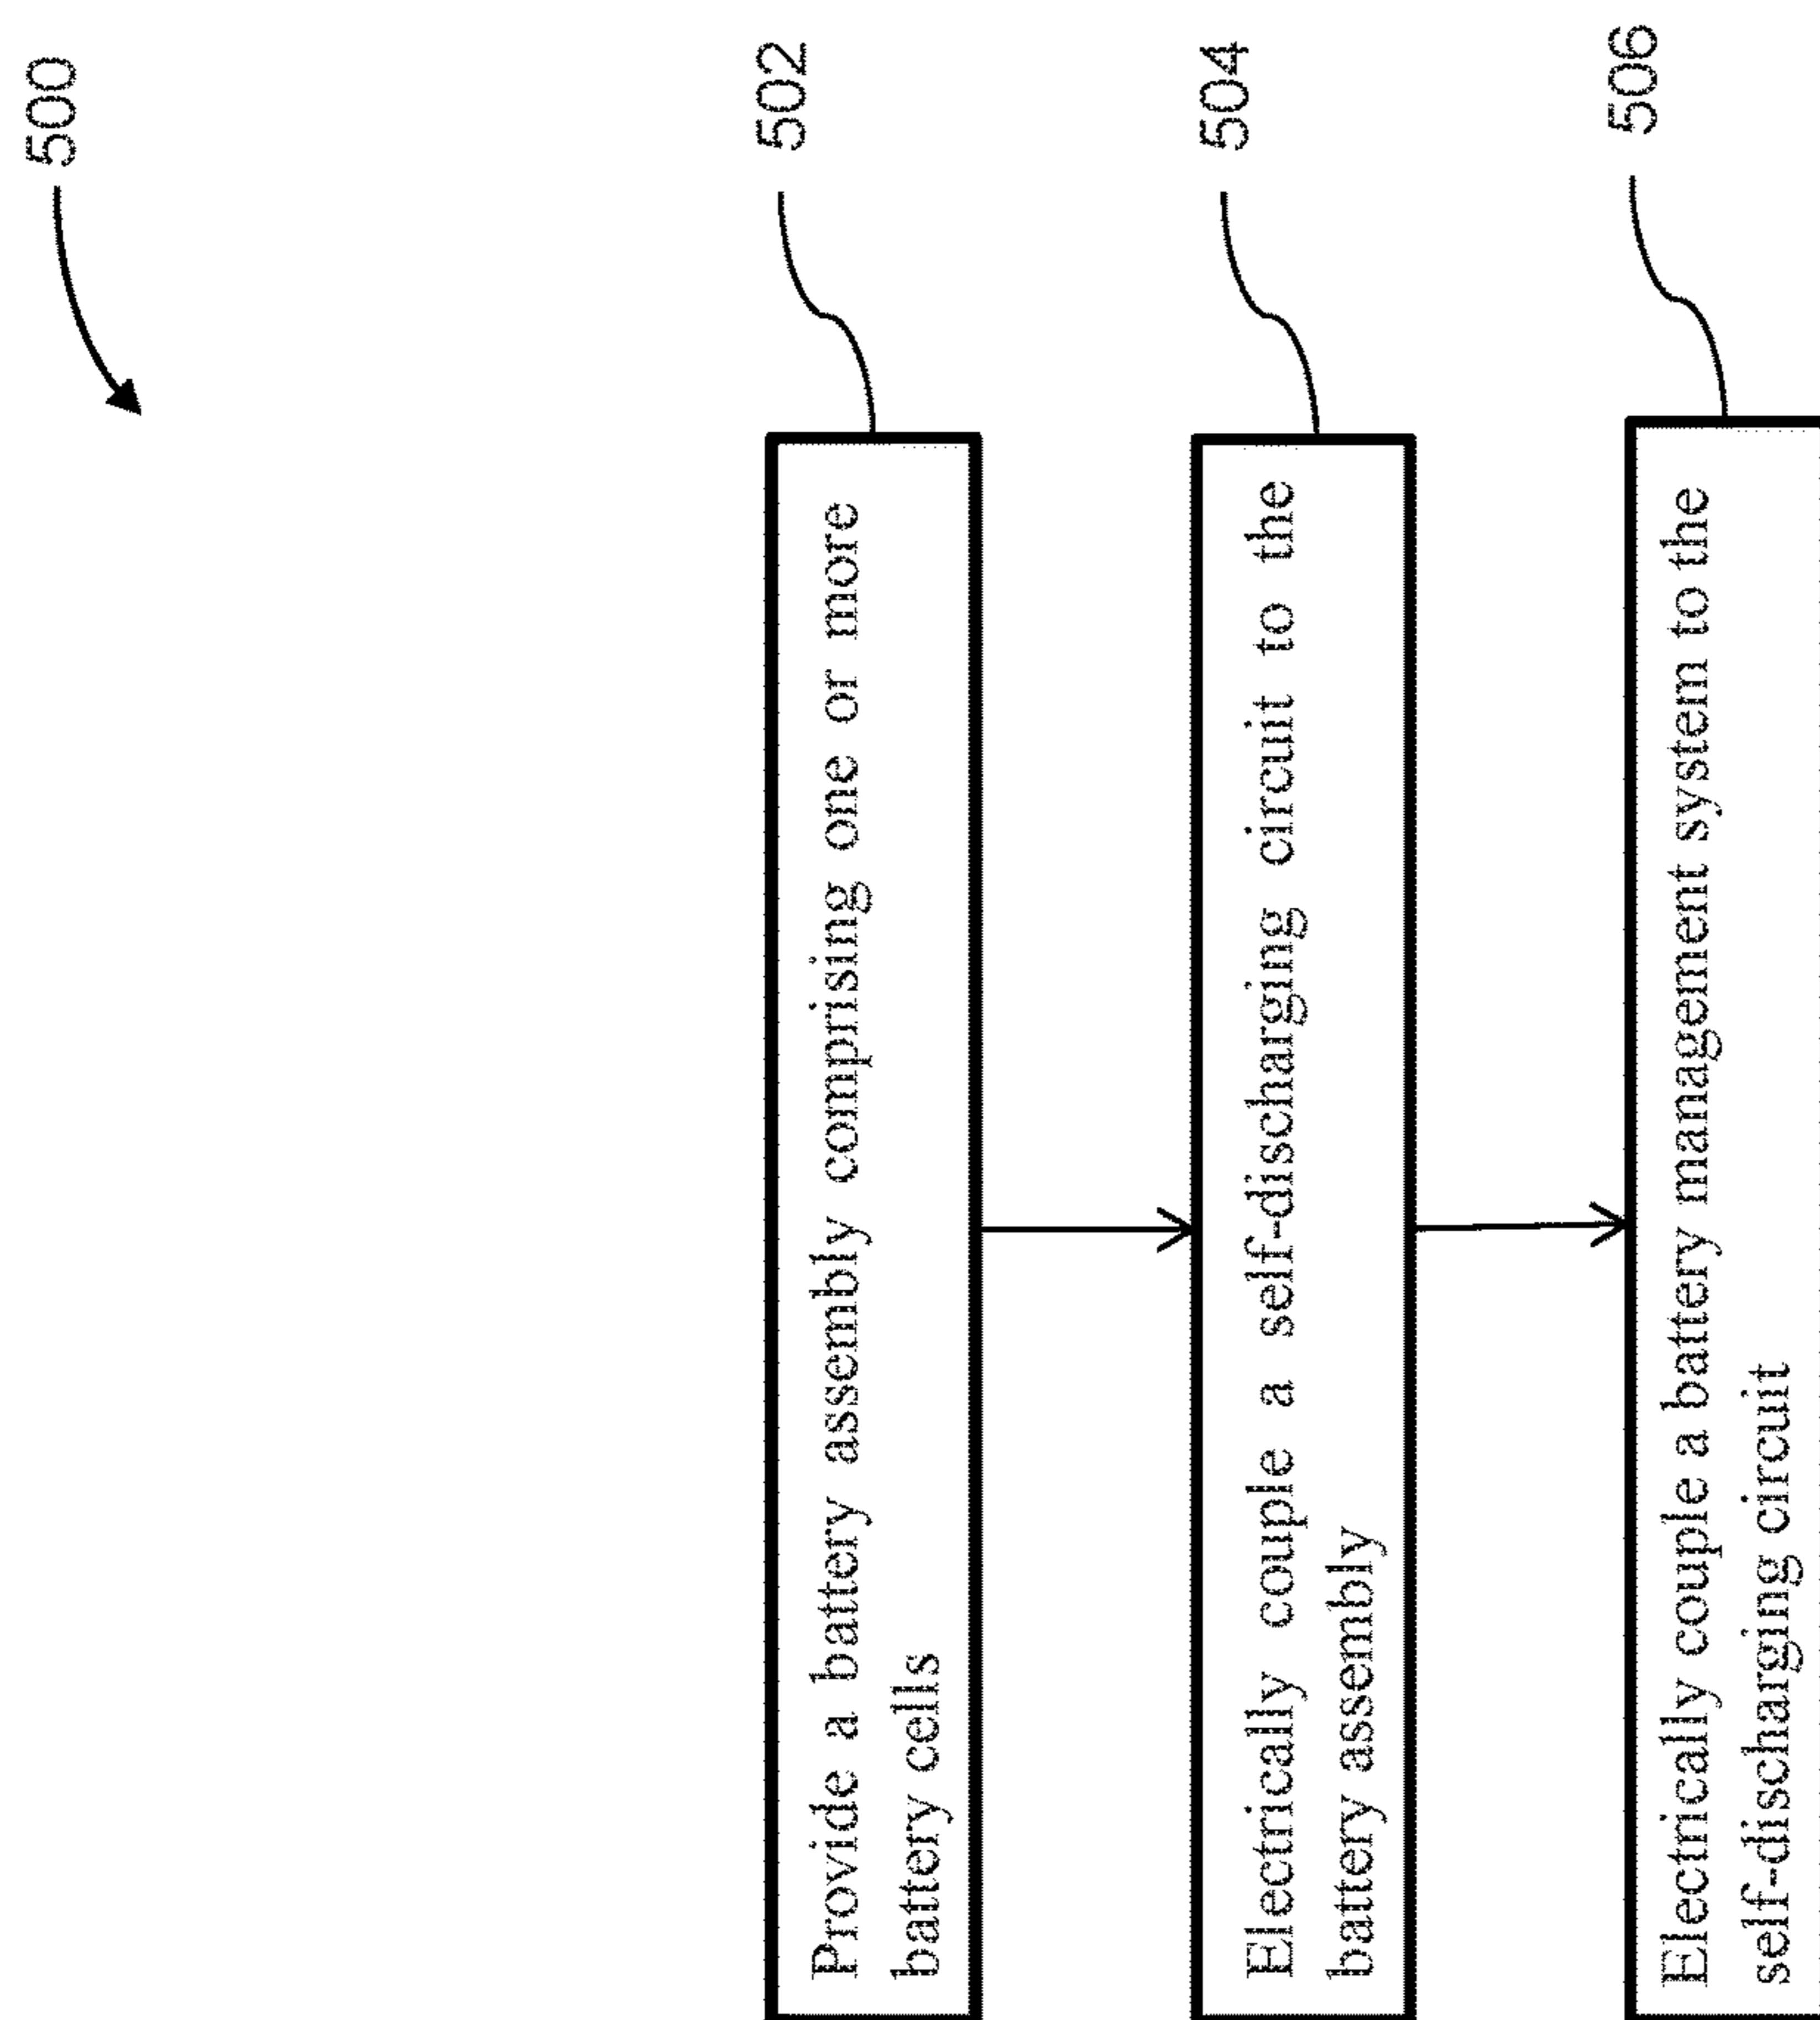 500
502
Provide a battery assembly comprising one or more
battery cells
504
Electrically couple a self-discharging circuit to the
battery assembly
506
Electrically couple a battery management system to the
self-discharging circuit